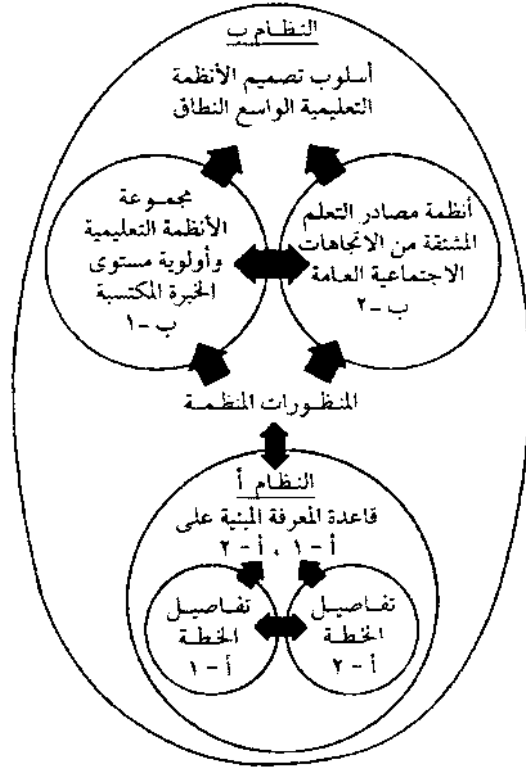 النظام ب
أسلوب تصميم الأنظمة
التعليمية الواسع النطاق
أنظمة مصادر التعلم
المشتقة من الاتجاهات
الاجتماعية العامة
ب - ٢
مجموعة
الأنظمة التعليمية
وأولوية مستوى
الخبرة المكتسبة
ب - ١
المنظورات المنظمة
النظام أ
قاعدة المعرفة المبنية على
أ - ١ ، أ - ٢
تفاصيل
الخطة
أ - ٢
تفاصيل
الخطة
أ - ١